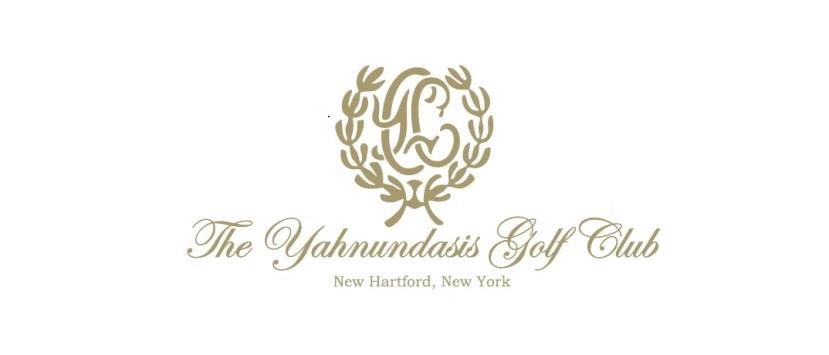 The Yahnundasis Golf Club
New Hartford, New York